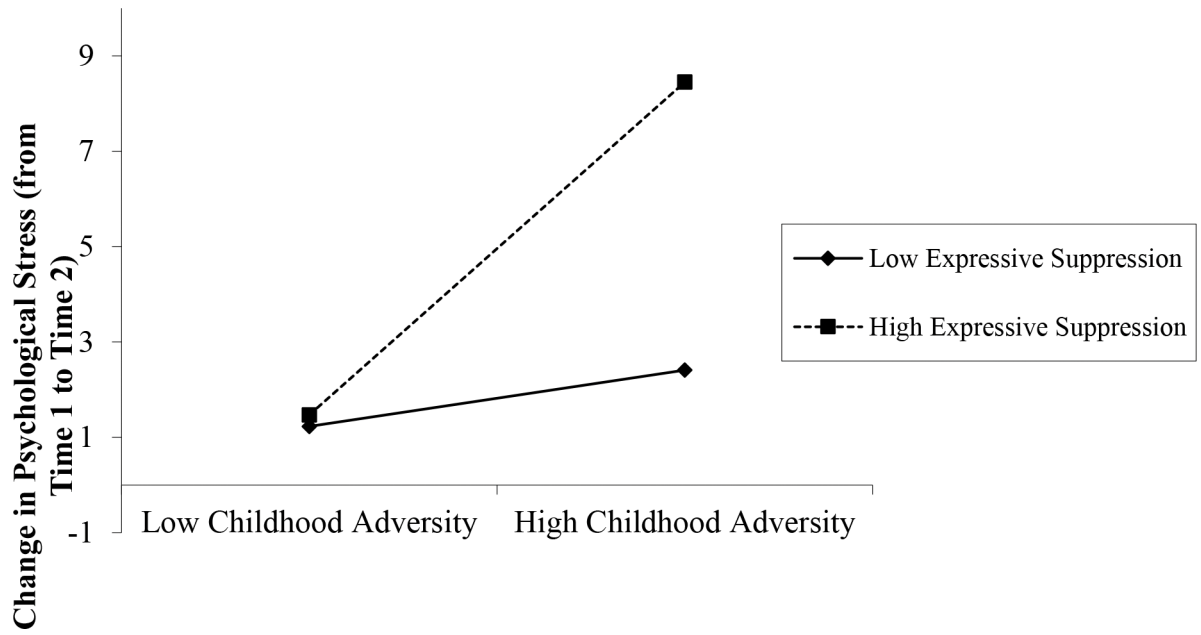 Change in Psychological Stress (from
Time 1 to Time 2)
9
7
5
3
1
-1
Low Childhood Adversity
High Childhood Adversity
Low Expressive Suppression
High Expressive Suppression